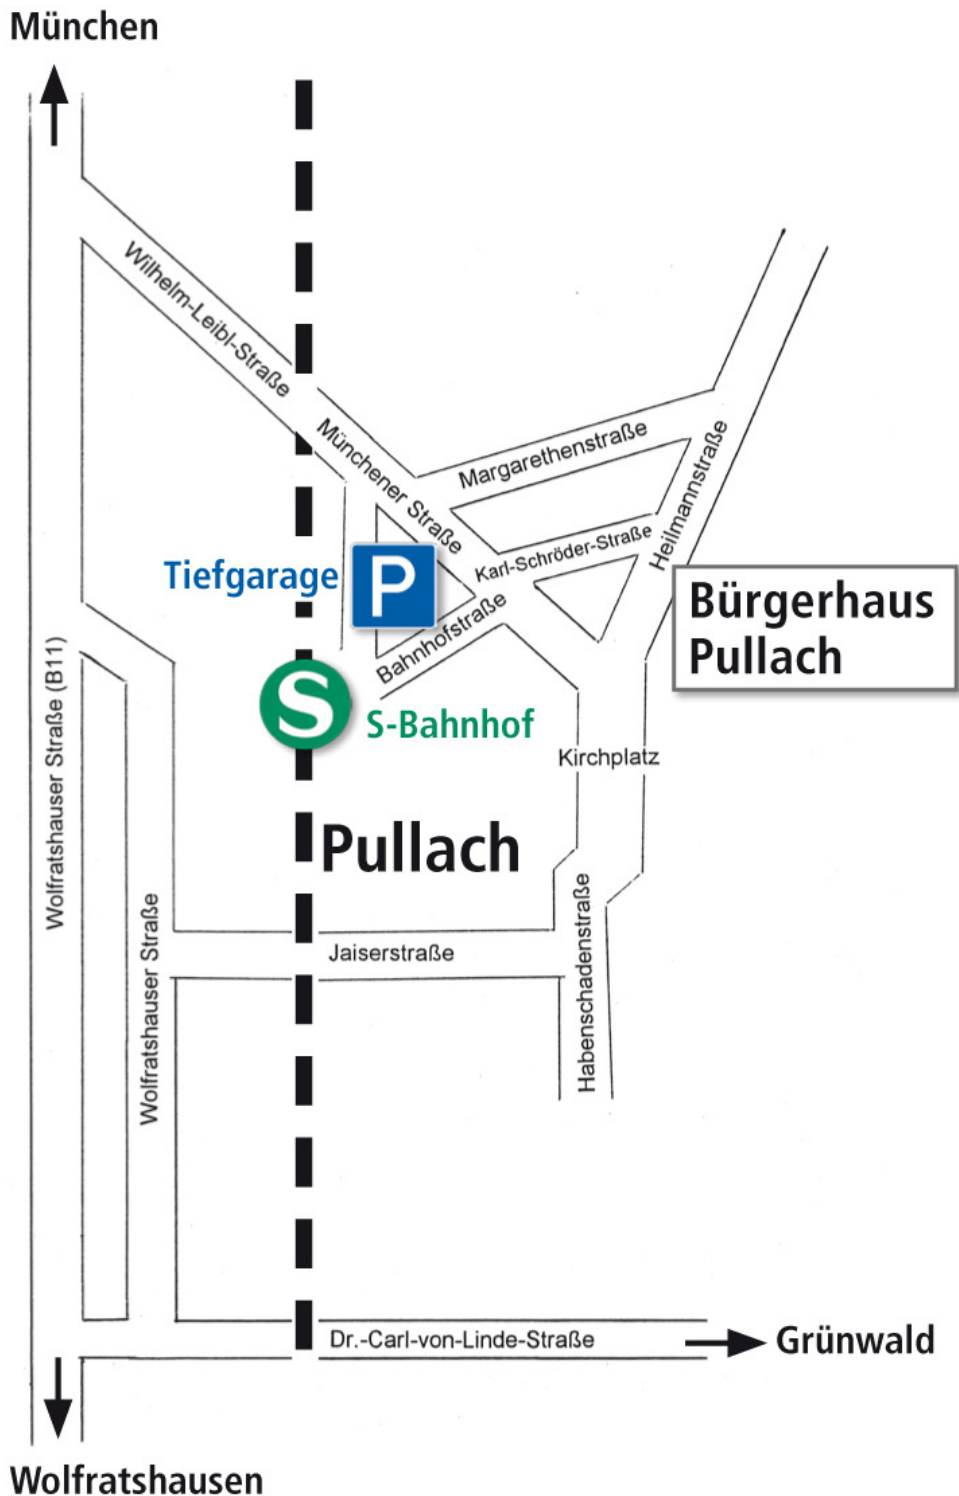 München
Wilhelm-Leibl-Straße
Münchener Straße
Margarethenstraße
Karl-Schröder-Straße
Heilmannstraße
Tiefgarage
P
Bahnhofstraße
Bürgerhaus
Pullach
S
S-Bahnhof
Kirchplatz
Wolfratshauser Straße (B11)
Pullach
Wolfratshauser Straße
Jaiserstraße
Habenschadenstraße
Dr.-Carl-von-Linde-Straße
Grünwald
Wolfratshausen